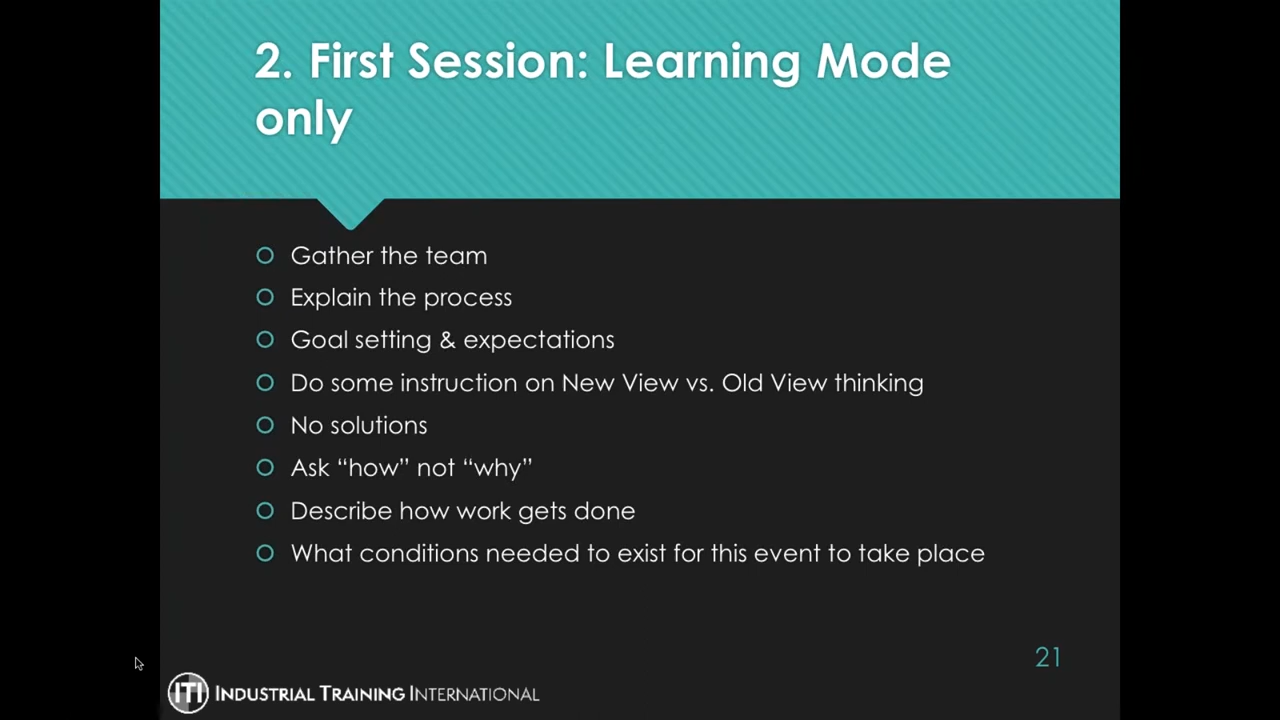 2. First Session: Learning Mode
only
Gather the team
Explain the process
Goal setting & expectations
Do some instruction on New View vs. Old View thinking
No solutions
Ask “how” not “why”
Describe how work gets done
What conditions needed to exist for this event to take place
21
ITI INDUSTRIAL TRAINING INTERNATIONAL